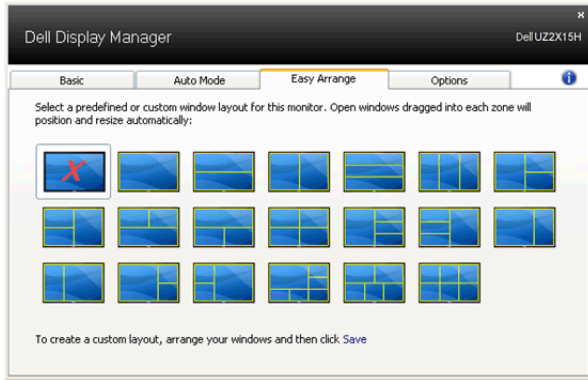 x
Dell Display Manager
Dell UZ2X15H
Basic
Auto Mode
Easy Arrange
Options
i
Select a predefined or custom window layout for this monitor. Open windows dragged into each zone will
position and resize automatically:
X
To create a custom layout, arrange your windows and then click Save